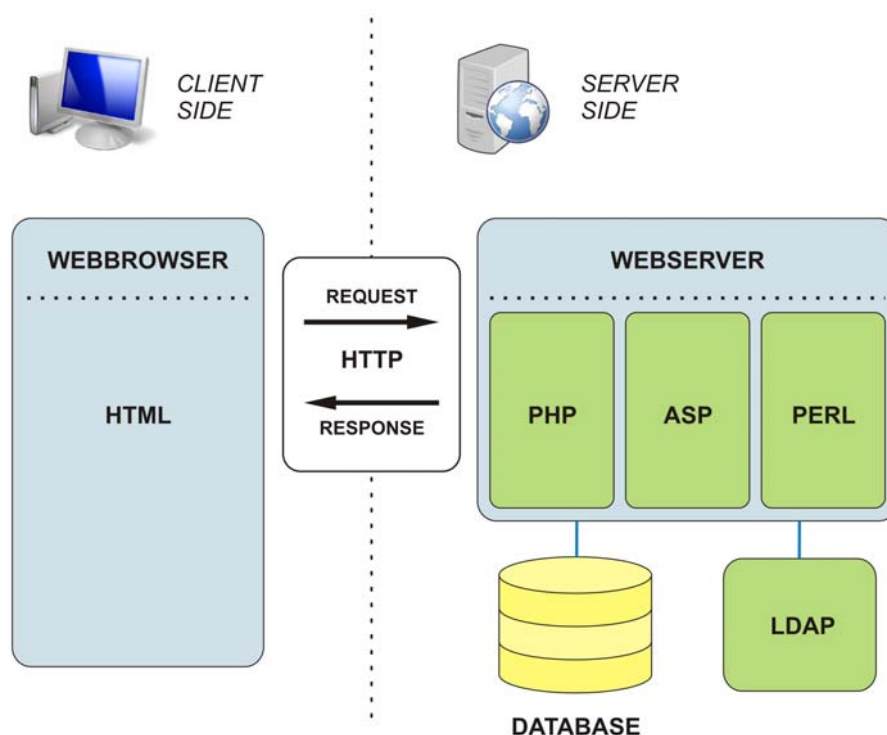 CLIENT
SIDE
SERVER
SIDE
WEBBROWSER
HTML
REQUEST
HTTP
RESPONSE
WEBSERVER
PHP
ASP
PERL
DATABASE
LDAP